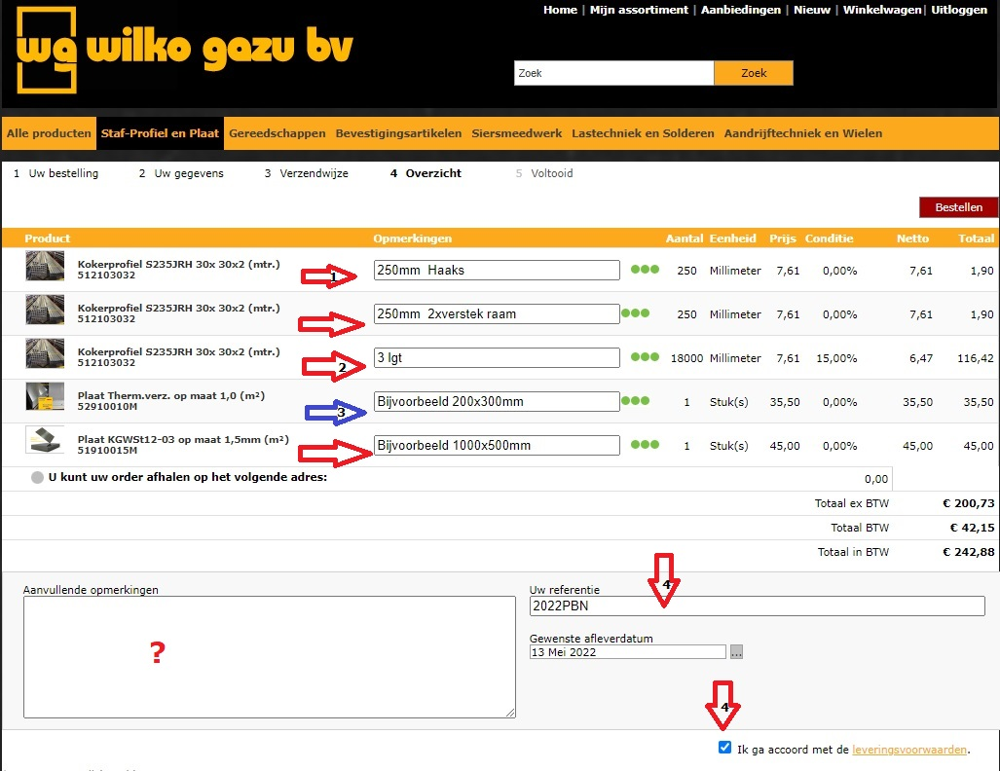 Home | Mijn assortiment | Aanbiedingen | Nieuw | Winkelwagen| Uitloggen
wg wilko gazu bv
Zoek Zoek
Alle producten Staf-Profiel en Plaat Gereedschappen Bevestigingsartikelen Siersmeedwerk Lastechniek en Solderen Aandrijftechniek en Wielen
1 Uw bestelling 2 Uw gegevens 3 Verzendwijze 4 Overzicht 5 Voltooid
Bestellen
Product Opmerkingen Aantal Eenheid Prijs Conditie Netto Totaal
Kokerprofiel S235JRH 30x 30x2 (mtr.)
512103032
1 250mm Haaks 250 Millimeter 7,61 0,00% 7,61 1,90
Kokerprofiel S235JRH 30x 30x2 (mtr.)
512103032
250mm 2xverstek raam 250 Millimeter 7,61 0,00% 7,61 1,90
Kokerprofiel S235JRH 30x 30x2 (mtr.)
512103032
2 3 lgt 18000 Millimeter 7,61 15,00% 6,47 116,42
Plaat Therm.verz. op maat 1,0 (m²)
52910010M
3 Bijvoorbeeld 200x300mm 1 Stuk(s) 35,50 0,00% 35,50 35,50
Plaat KGWSt12-03 op maat 1,5mm (m²)
51910015M
Bijvoorbeeld 1000x500mm 1 Stuk(s) 45,00 0,00% 45,00 45,00
U kunt uw order afhalen op het volgende adres: 0,00
Totaal ex BTW € 200,73
Totaal BTW € 42,15
Totaal in BTW € 242,88
Aanvullende opmerkingen
?
Uw referentie
4
2022PBN
Gewenste afleverdatum
13 Mei 2022 ...
4
Ik ga accoord met de leveringsvoorwaarden.